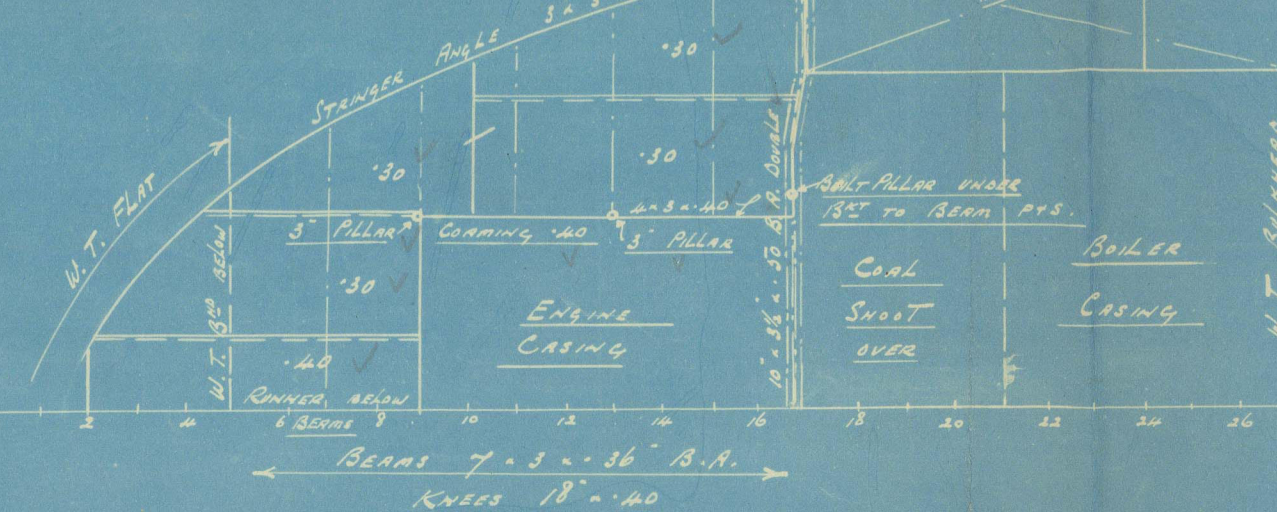 STRINGER ANGLE 3 x 3
·30
·30
·30
W. T. FLAT
W. T. BHD BELOW
3" PILLAR
COAMING ·40
4 x 3 x ·40
3" PILLAR
10" x 3½" x ·50 B. A. DOUBLE
BUILT PILLAR UNDER
BKT TO BEAM P & S.
·30
·40
ENGINE
CASING
COAL
SHOOT
OVER
BOILER
CASING
RUNNER BELOW
BEAMS
2 4 6 8 10 12 14 16 18 20 22 24 26
BEAMS 7 x 3 x ·36" B.A.
KNEES 18" x ·40